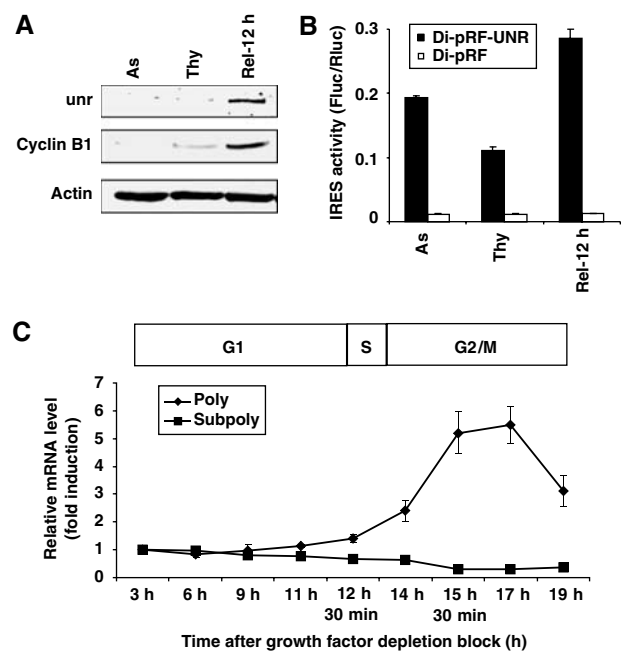 A
As
Thy
Rel-12 h
unr
Cyclin B1
Actin
B
IRES activity (Fluc/Rluc)
0.3
0.2
0.1
0
Di-pRF-UNR
Di-pRF
As
Thy
Rel-12 h
C
G1
S
G2/M
Relative mRNA level
(fold induction)
7
6
5
4
3
2
1
0
Poly
Subpoly
3 h 6 h 9 h 11 h 12 h 14 h 15 h 17 h 19 h
30 min 30 min
Time after growth factor depletion block (h)